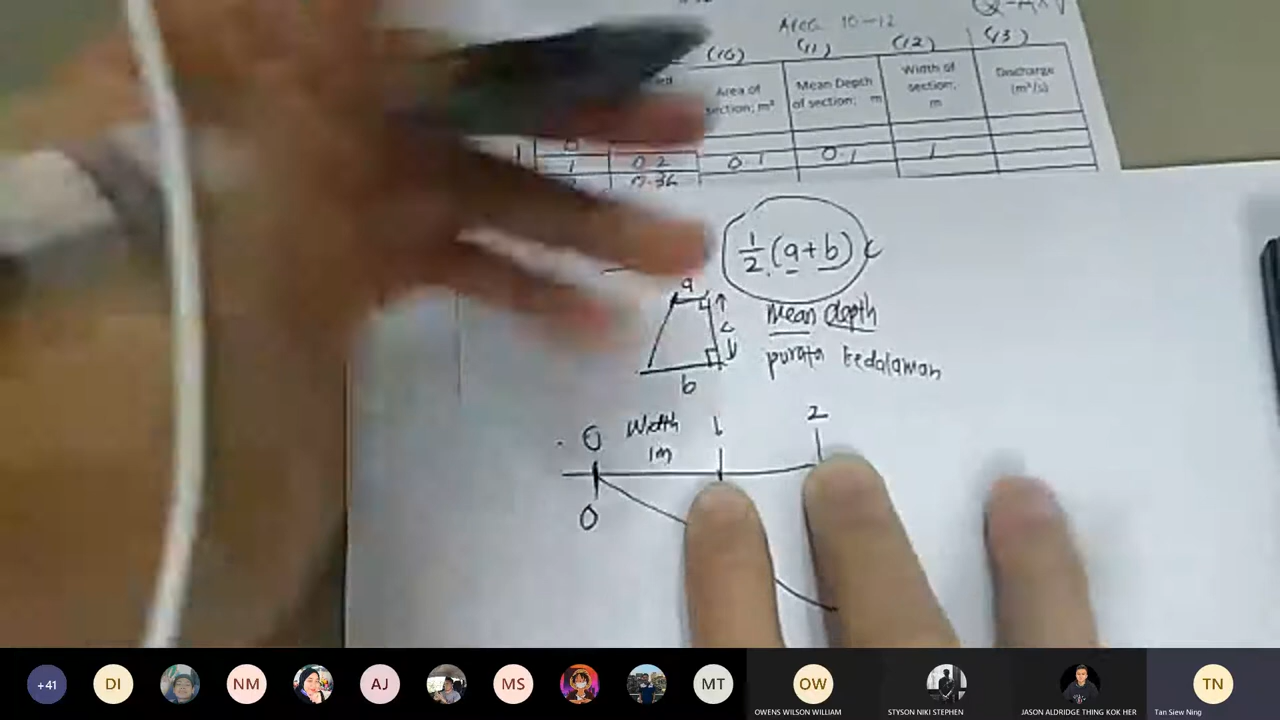 Q=A×V
Area 10-12
(10) (11) (12) (13)
Area of section; m²
Mean Depth of section; m
Width of section; m
Discharge (m³/s)
0
1 0.2 0.1 0.1 1
0.36
1/2 (a+b) c
a
c
b
mean depth
purata kedalaman
0 Width 1 2
1m
0
+41 DI NM AJ MS MT OW TN
OWENS WILSON WILLIAM STYSON NIKI STEPHEN JASON ALDRIDGE THING KOK HER Tan Siew Ning